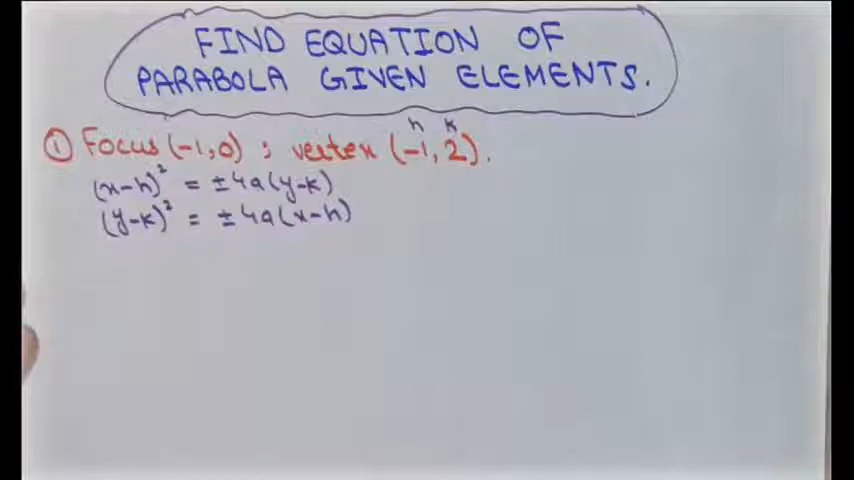 FIND EQUATION OF
PARABOLA GIVEN ELEMENTS.
h k
① Focus (-1,0) ; vertex (-1, 2).
(x-h)² = ±4a(y-k)
(y-k)² = ±4a(x-h)